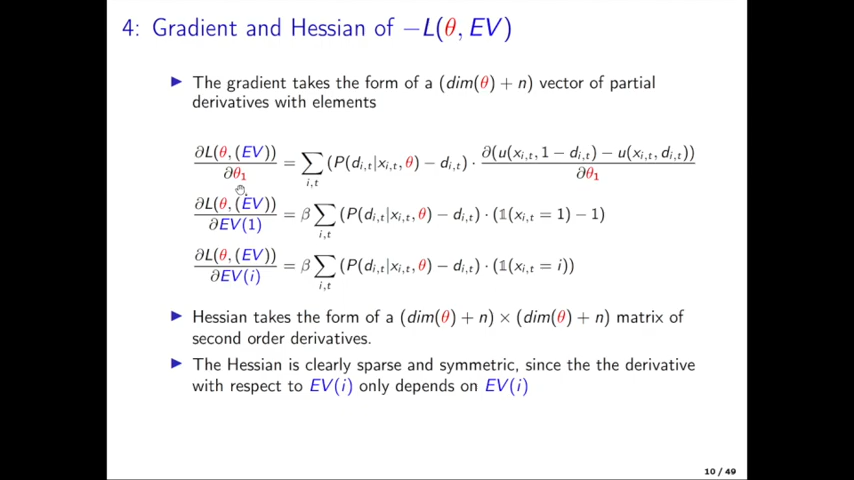 4: Gradient and Hessian of −L(θ, EV)
▶ The gradient takes the form of a (dim(θ) + n) vector of partial
derivatives with elements
∂L(θ, (EV))/∂θ₁ = ∑_{i,t} (P(d_{i,t}|x_{i,t}, θ) − d_{i,t}) · ∂(u(x_{i,t}, 1 − d_{i,t}) − u(x_{i,t}, d_{i,t}))/∂θ₁
∂L(θ, (EV))/∂EV(1) = β ∑_{i,t} (P(d_{i,t}|x_{i,t}, θ) − d_{i,t}) · (𝟙(x_{i,t} = 1) − 1)
∂L(θ, (EV))/∂EV(i) = β ∑_{i,t} (P(d_{i,t}|x_{i,t}, θ) − d_{i,t}) · (𝟙(x_{i,t} = i))
▶ Hessian takes the form of a (dim(θ) + n) × (dim(θ) + n) matrix of
second order derivatives.
▶ The Hessian is clearly sparse and symmetric, since the the derivative
with respect to EV(i) only depends on EV(i)
10 / 49